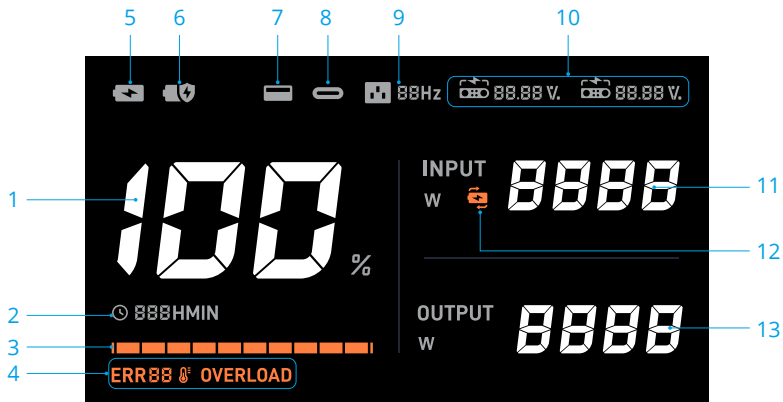 5 6 7 8 9 10
88Hz 88.88 V. 88.88 V.
1 100 %
INPUT 8888 11
W
12
2 888HMIN
OUTPUT 8888 13
W
3
4 ERR88 OVERLOAD